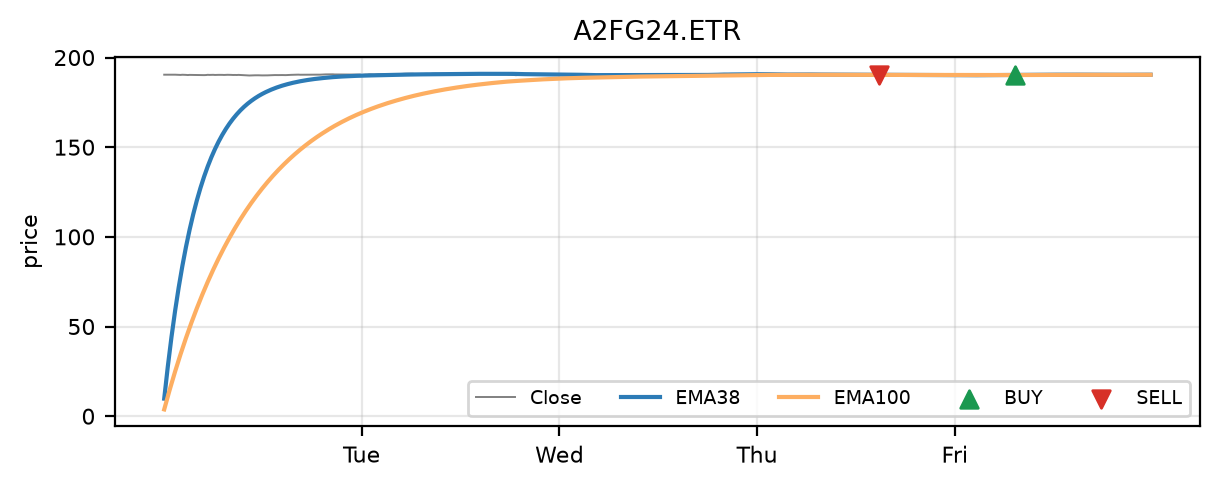 A2FG24.ETR
price
200
150
100
50
0
Close EMA38 EMA100 BUY SELL
Tue Wed Thu Fri